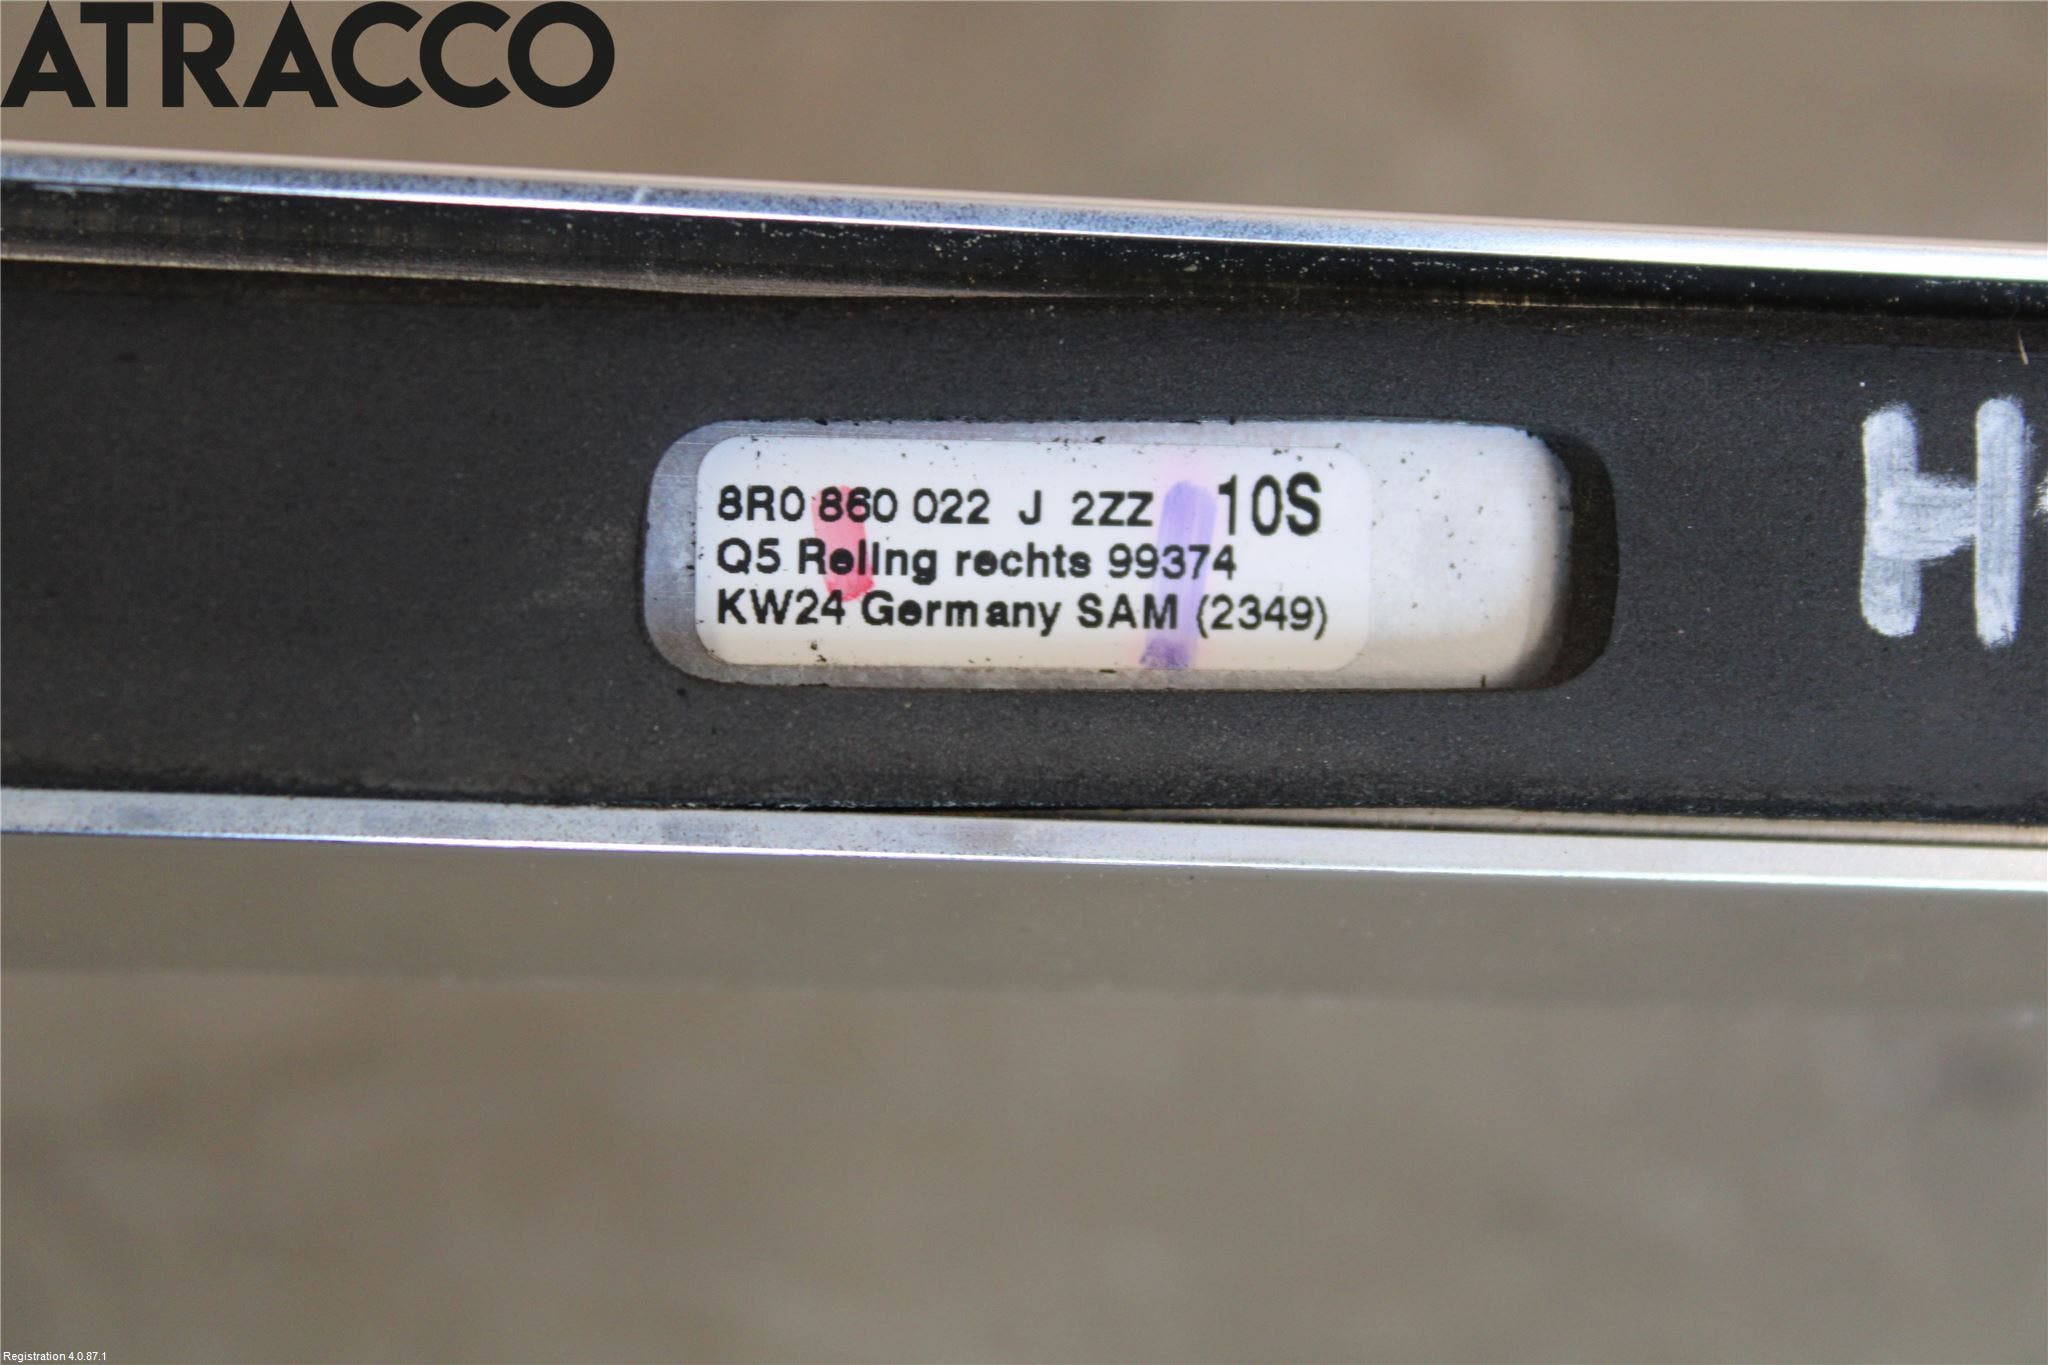 ATRACCO
8R0 860 022 J 2ZZ 10S
Q5 Reling rechts 99374
KW24 Germany SAM (2349)
H
Registration 4.0.87.1